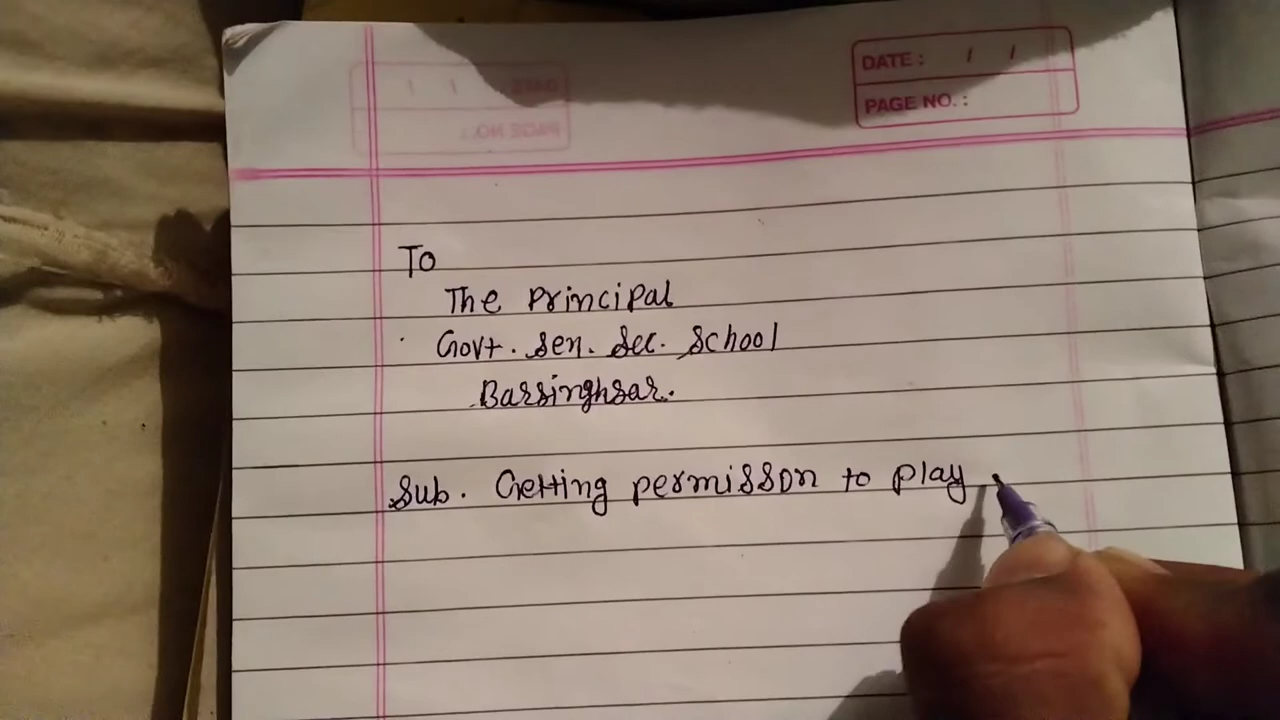 DATE : / /
PAGE NO. :
To
The Principal
Govt. Sen. Sec. School
Barsinghsar.
Sub. Getting permisson to play